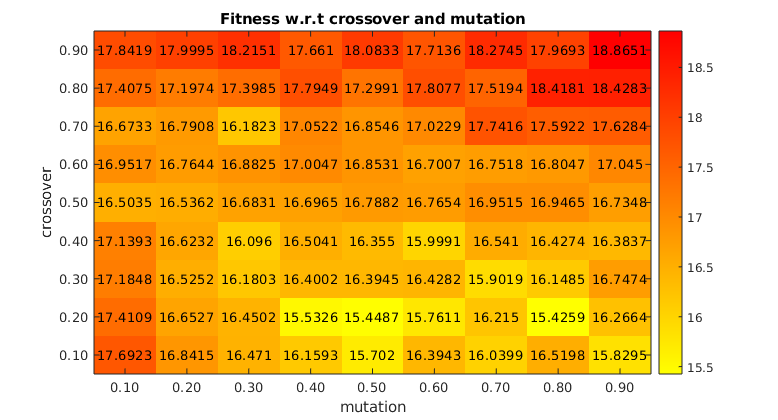 Fitness w.r.t crossover and mutation
0.90 17.8419 17.9995 18.2151 17.661 18.0833 17.7136 18.2745 17.9693 18.8651
0.80 17.4075 17.1974 17.3985 17.7949 17.2991 17.8077 17.5194 18.4181 18.4283
0.70 16.6733 16.7908 16.1823 17.0522 16.8546 17.0229 17.7416 17.5922 17.6284
0.60 16.9517 16.7644 16.8825 17.0047 16.8531 16.7007 16.7518 16.8047 17.045
0.50 16.5035 16.5362 16.6831 16.6965 16.7882 16.7654 16.9515 16.9465 16.7348
0.40 17.1393 16.6232 16.096 16.5041 16.355 15.9991 16.541 16.4274 16.3837
0.30 17.1848 16.5252 16.1803 16.4002 16.3945 16.4282 15.9019 16.1485 16.7474
0.20 17.4109 16.6527 16.4502 15.5326 15.4487 15.7611 16.215 15.4259 16.2664
0.10 17.6923 16.8415 16.471 16.1593 15.702 16.3943 16.0399 16.5198 15.8295
0.10 0.20 0.30 0.40 0.50 0.60 0.70 0.80 0.90
mutation
crossover
18.5
18
17.5
17
16.5
16
15.5